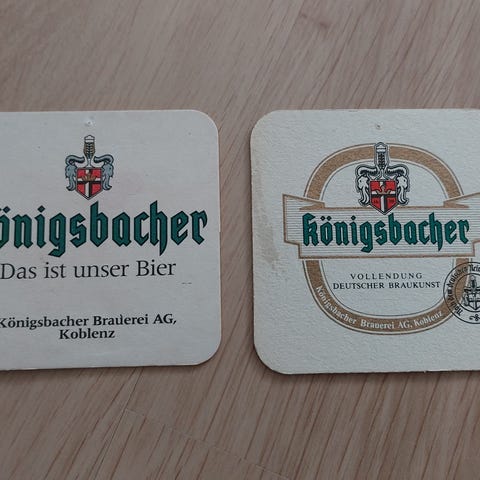 önigsbacher
Das ist unser Bier
Königsbacher Brauerei AG,
Koblenz
Königsbacher
VOLLENDUNG
DEUTSCHER BRAUKUNST
Königsbacher Brauerei AG, Koblenz